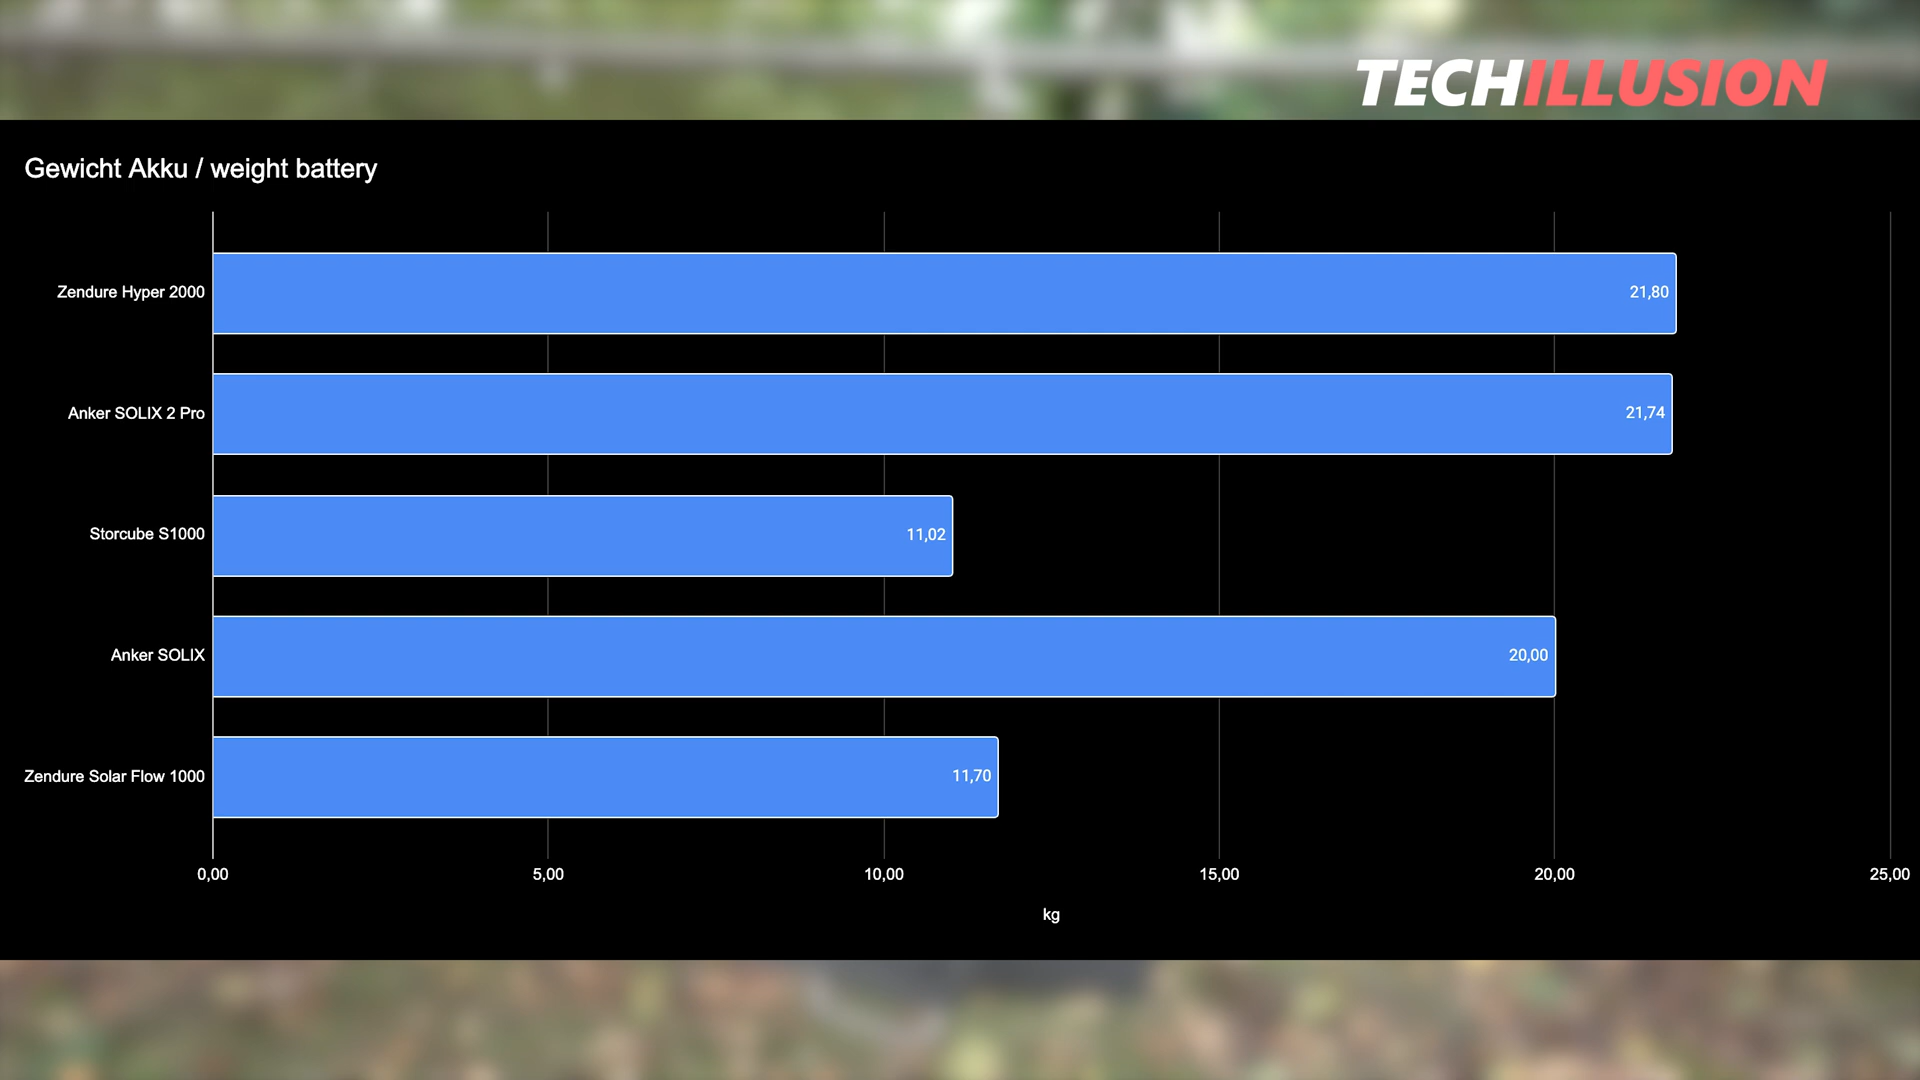 TECHILLUSION
Gewicht Akku / weight battery
Zendure Hyper 2000
21,80
Anker SOLIX 2 Pro
21,74
Storcube S1000
11,02
Anker SOLIX
20,00
Zendure Solar Flow 1000
11,70
0,00 5,00 10,00 15,00 20,00 25,00
kg